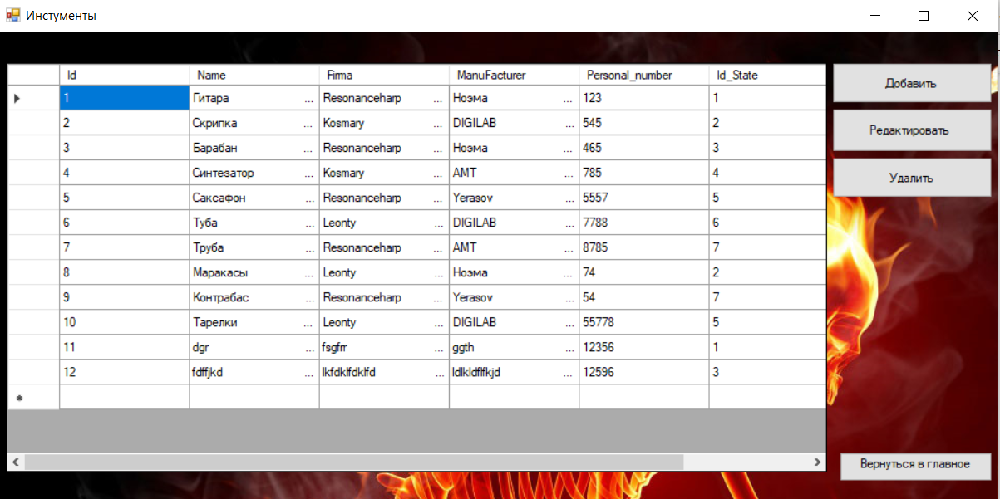 Инстументы
Id Name Firma ManuFacturer Personal_number Id_State
Добавить
1 Гитара ... Resonanceharp ... Ноэма ... 123 1
2 Скрипка ... Kosmary ... DIGILAB ... 545 2
Редактировать
3 Барабан ... Resonanceharp ... Ноэма ... 465 3
4 Синтезатор ... Kosmary ... AMT ... 785 4
Удалить
5 Саксафон ... Resonanceharp ... Yerasov ... 5557 5
6 Туба ... Leonty ... DIGILAB ... 7788 6
7 Труба ... Resonanceharp ... AMT ... 8785 7
8 Маракасы ... Leonty ... Ноэма ... 74 2
9 Контрабас ... Resonanceharp ... Yerasov ... 54 7
10 Тарелки ... Leonty ... DIGILAB ... 55778 5
11 dgr ... fsgfrr ... ggth ... 12356 1
12 fdffjkd ... lkfdklfdklfd ... ldlkldflfkjd ... 12596 3
Вернуться в главное